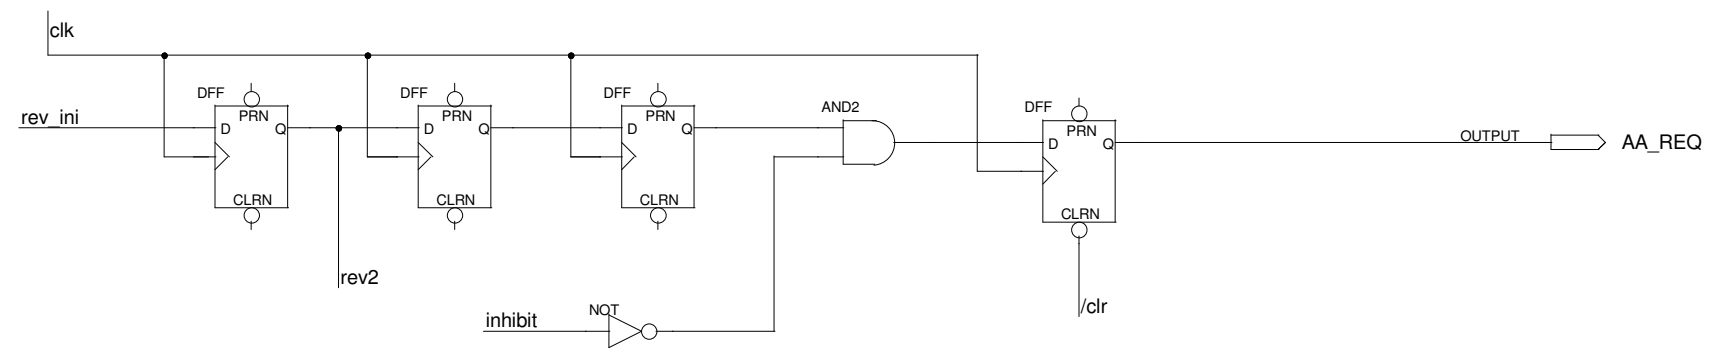 clk
DFF
PRN
D
Q
CLRN
DFF
PRN
D
Q
CLRN
DFF
PRN
D
Q
CLRN
AND2
DFF
PRN
D
Q
CLRN
rev_ini
rev2
inhibit
NOT
/clr
OUTPUT
AA_REQ